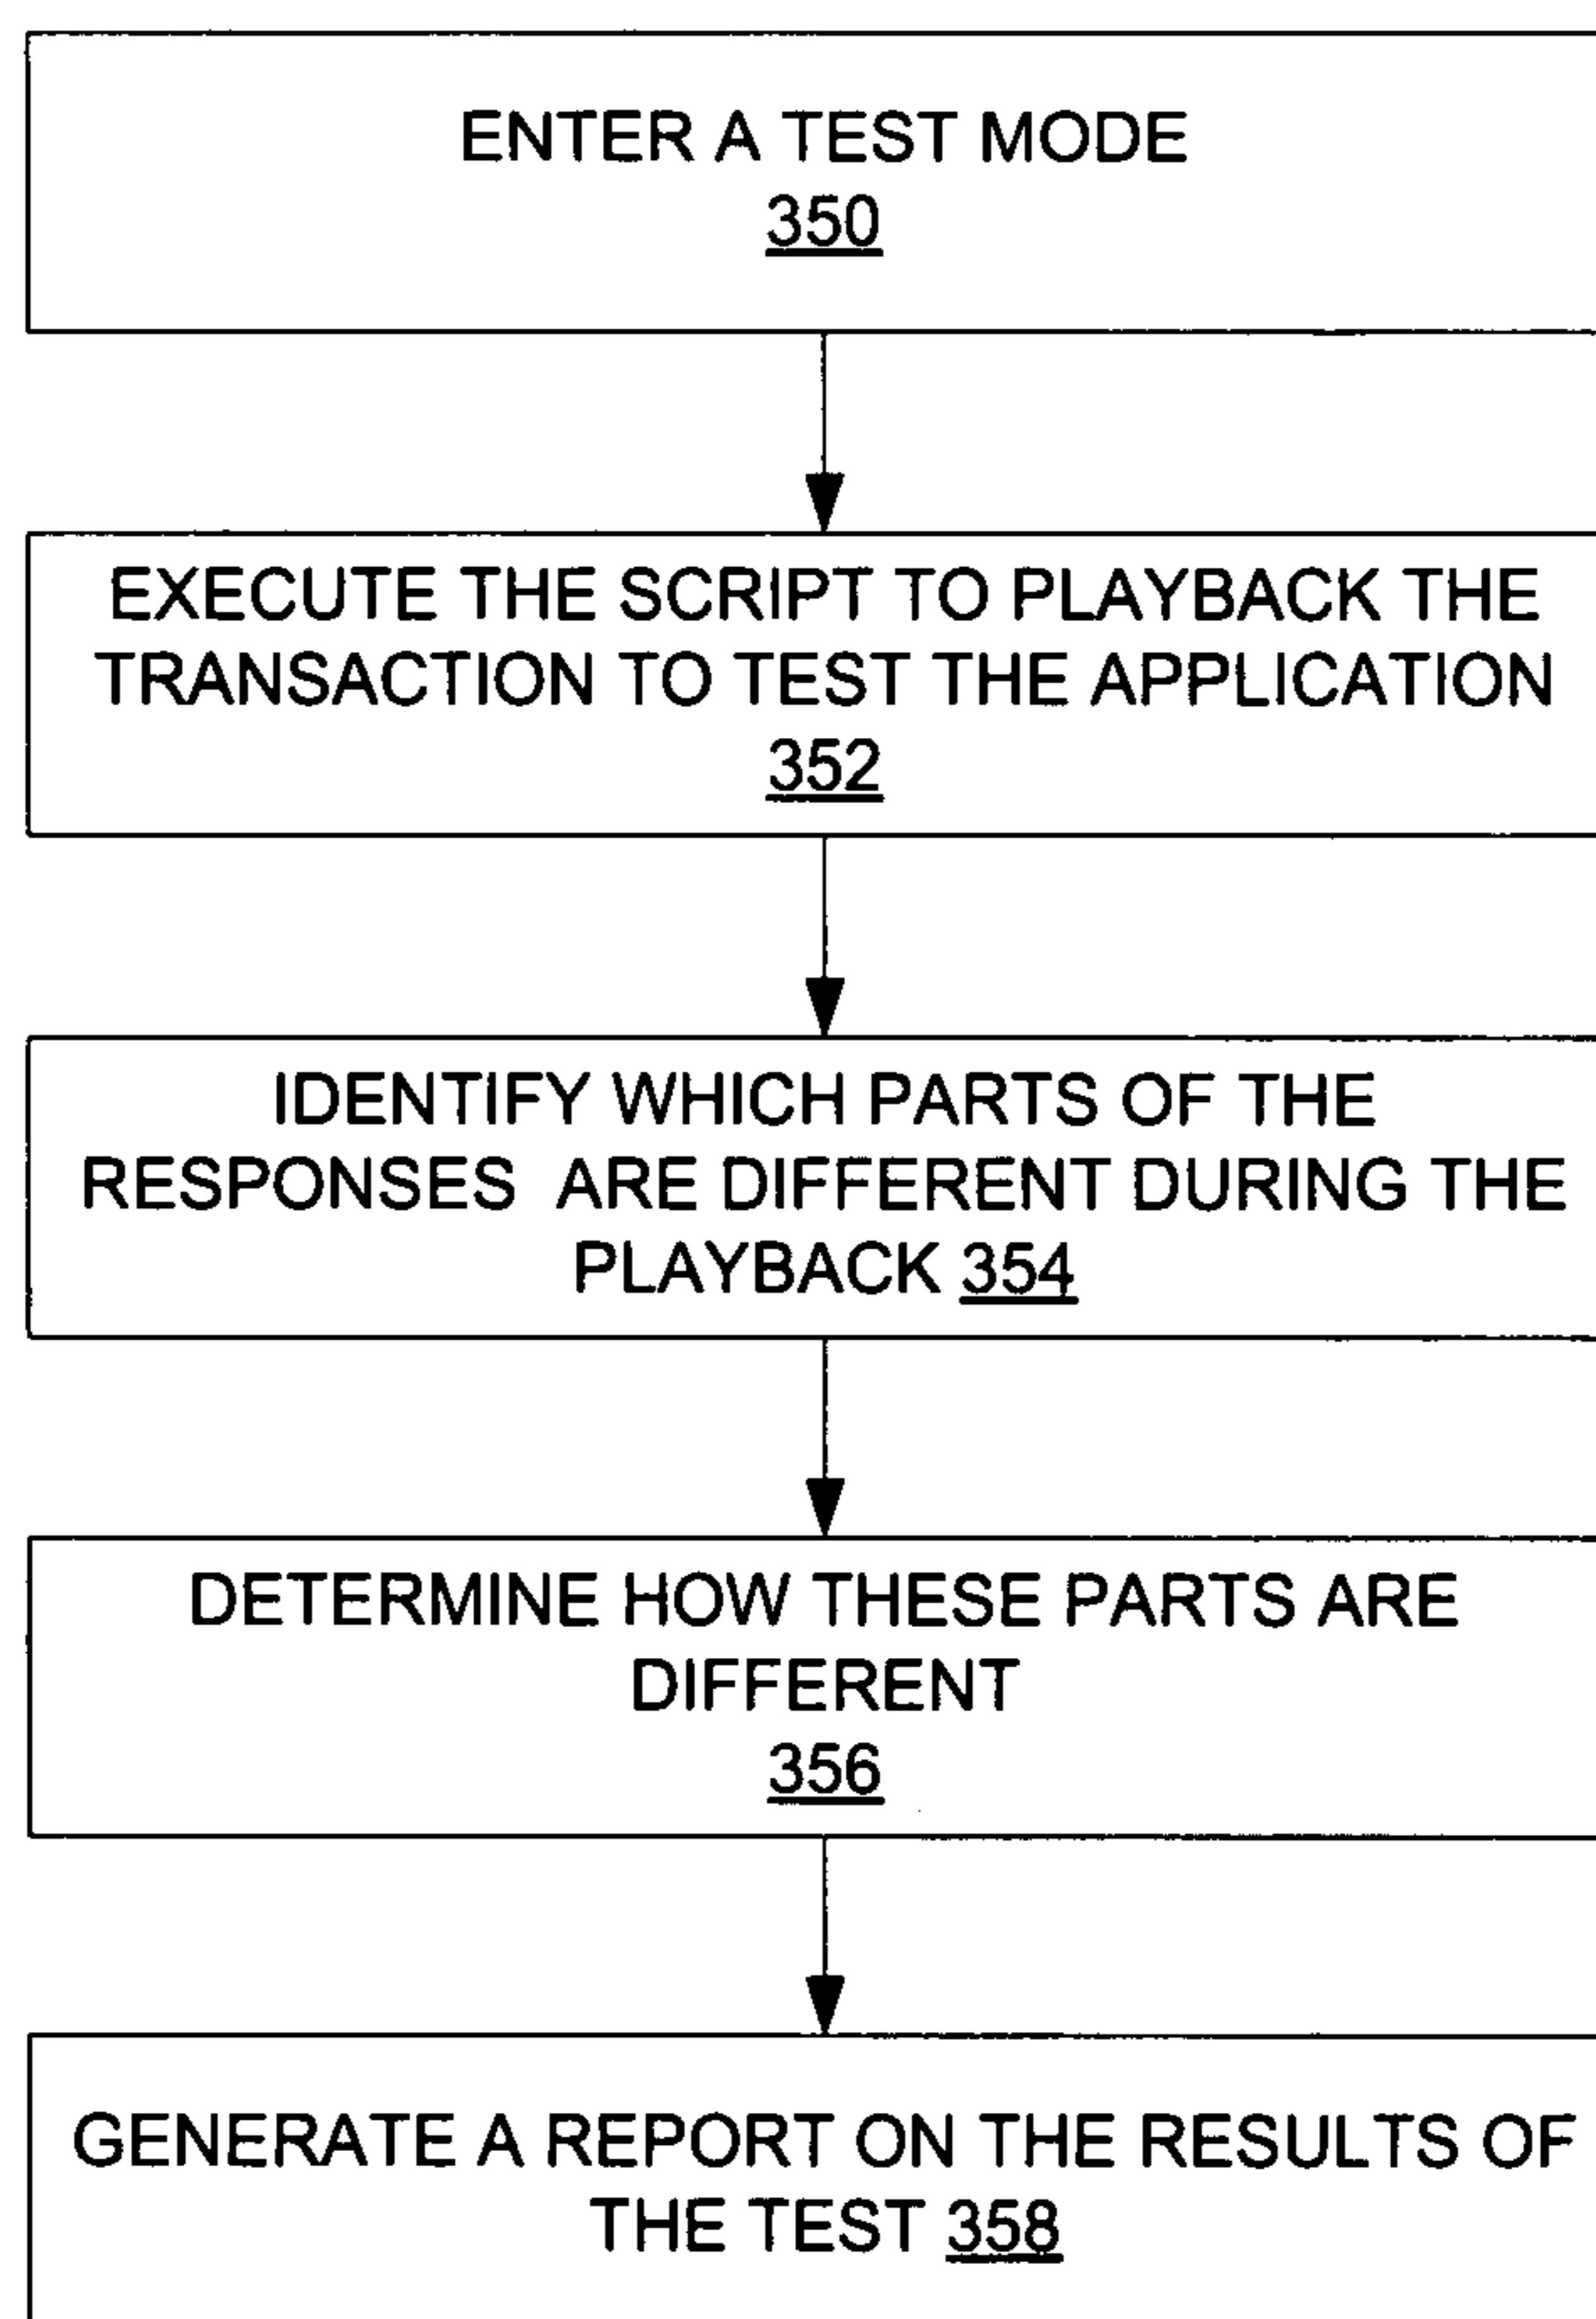 ENTER A TEST MODE
350
EXECUTE THE SCRIPT TO PLAYBACK THE
TRANSACTION TO TEST THE APPLICATION
352
IDENTIFY WHICH PARTS OF THE
RESPONSES ARE DIFFERENT DURING THE
PLAYBACK 354
DETERMINE HOW THESE PARTS ARE
DIFFERENT
356
GENERATE A REPORT ON THE RESULTS OF
THE TEST 358